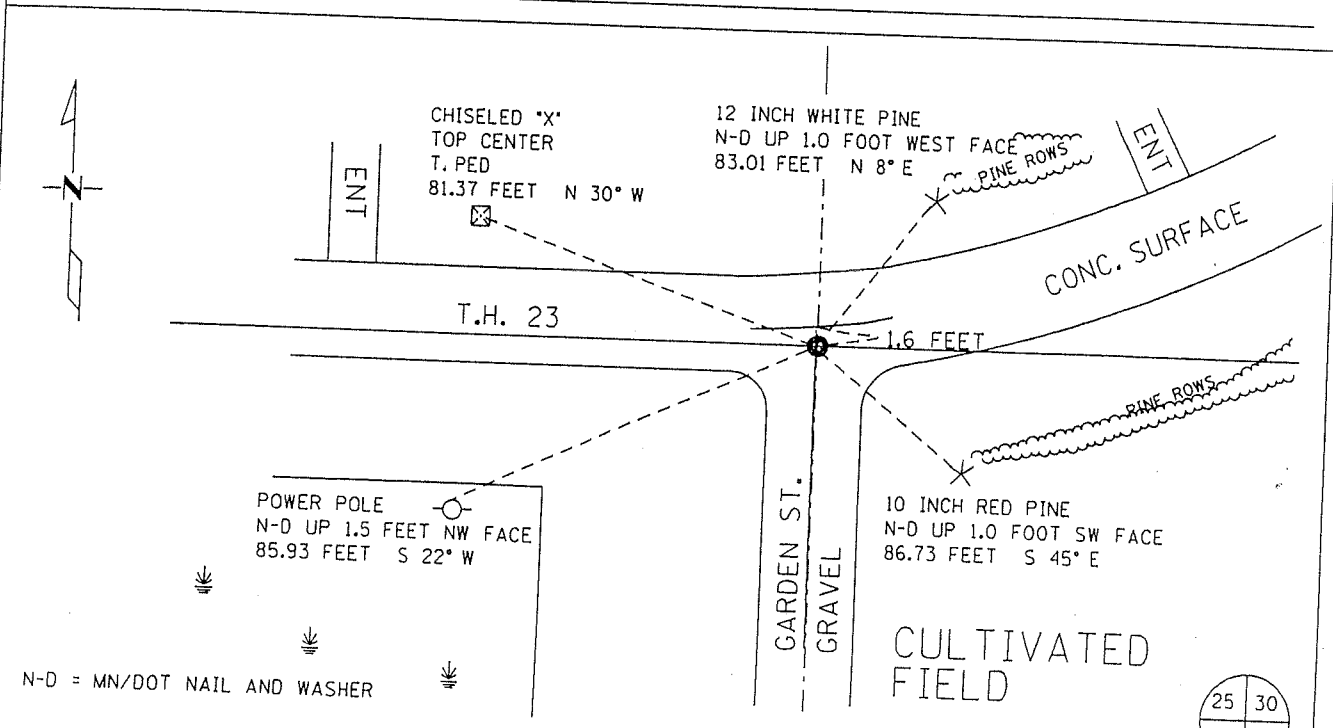 CHISELED "X"
TOP CENTER
T. PED
81.37 FEET N 30° W
12 INCH WHITE PINE
N-D UP 1.0 FOOT WEST FACE
83.01 FEET N 8° E
PINE ROWS
ENT
ENT
N
CONC. SURFACE
T.H. 23
1.6 FEET
PINE ROWS
POWER POLE
N-D UP 1.5 FEET NW FACE
85.93 FEET S 22° W
10 INCH RED PINE
N-D UP 1.0 FOOT SW FACE
86.73 FEET S 45° E
GARDEN ST.
GRAVEL
CULTIVATED
FIELD
N-D = MN/DOT NAIL AND WASHER
25 30